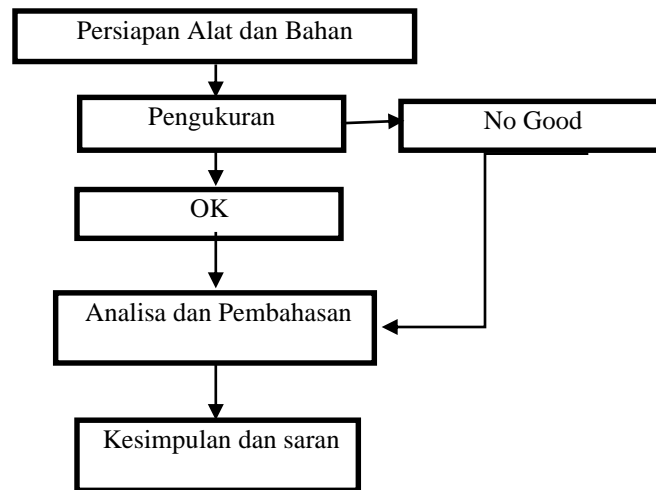 Persiapan Alat dan Bahan
Pengukuran
No Good
OK
Analisa dan Pembahasan
Kesimpulan dan saran